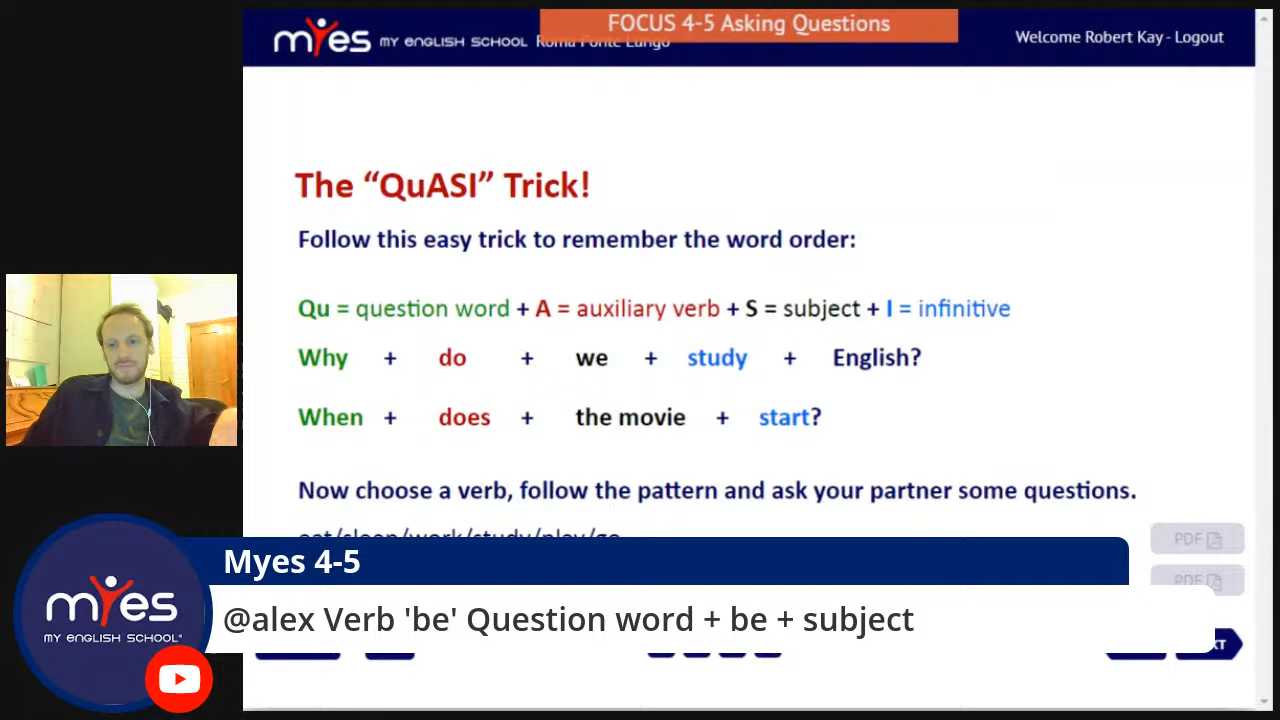 FOCUS 4-5 Asking Questions
myes MY ENGLISH SCHOOL Roma Ponte Lungo
Welcome Robert Kay - Logout
The “QuASI” Trick!
Follow this easy trick to remember the word order:
Qu = question word + A = auxiliary verb + S = subject + I = infinitive
Why + do + we + study + English?
When + does + the movie + start?
Now choose a verb, follow the pattern and ask your partner some questions.
eat/sleep/work/study/play/go
PDF
PDF
Myes 4-5
@alex Verb 'be' Question word + be + subject
myes
MY ENGLISH SCHOOL